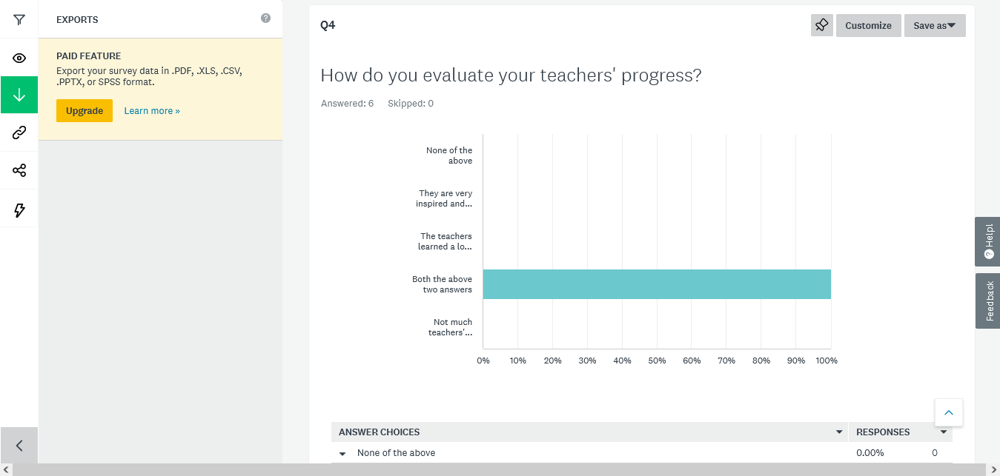 EXPORTS
PAID FEATURE
Export your survey data in .PDF, .XLS, .CSV,
.PPTX, or SPSS format.
Upgrade
Learn more »
Q4
Customize
Save as
How do you evaluate your teachers' progress?
Answered: 6 Skipped: 0
None of the
above
They are very
inspired and...
The teachers
learned a lo...
Both the above
two answers
Not much
teachers'...
0% 10% 20% 30% 40% 50% 60% 70% 80% 90% 100%
ANSWER CHOICES RESPONSES
None of the above 0.00% 0
Help!
Feedback